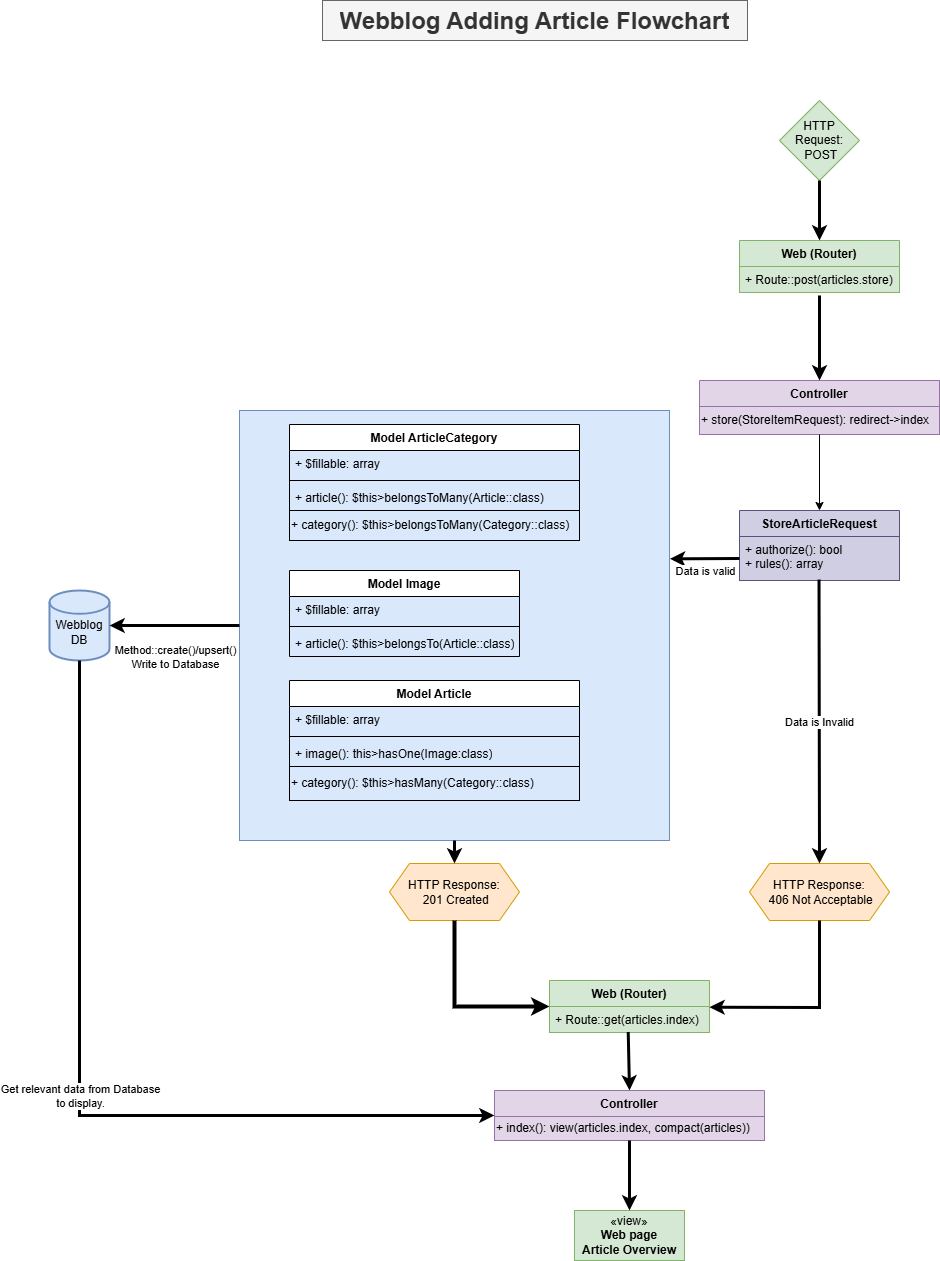 Webblog Adding Article Flowchart
HTTP
Request:
POST
Web (Router)
+ Route::post(articles.store)
Controller
+ store(StoreItemRequest): redirect->index
StoreArticleRequest
+ authorize(): bool
+ rules(): array
Data is valid
Data is Invalid
Model ArticleCategory
+ $fillable: array
+ article(): $this>belongsToMany(Article::class)
+ category(): $this>belongsToMany(Category::class)
Model Image
+ $fillable: array
+ article(): $this>belongsTo(Article::class)
Model Article
+ $fillable: array
+ image(): this>hasOne(Image:class)
+ category(): $this>hasMany(Category::class)
Webblog
DB
Method::create()/upsert()
Write to Database
HTTP Response:
201 Created
HTTP Response:
406 Not Acceptable
Web (Router)
+ Route::get(articles.index)
Get relevant data from Database
to display.
Controller
+ index(): view(articles.index, compact(articles))
«view»
Web page
Article Overview